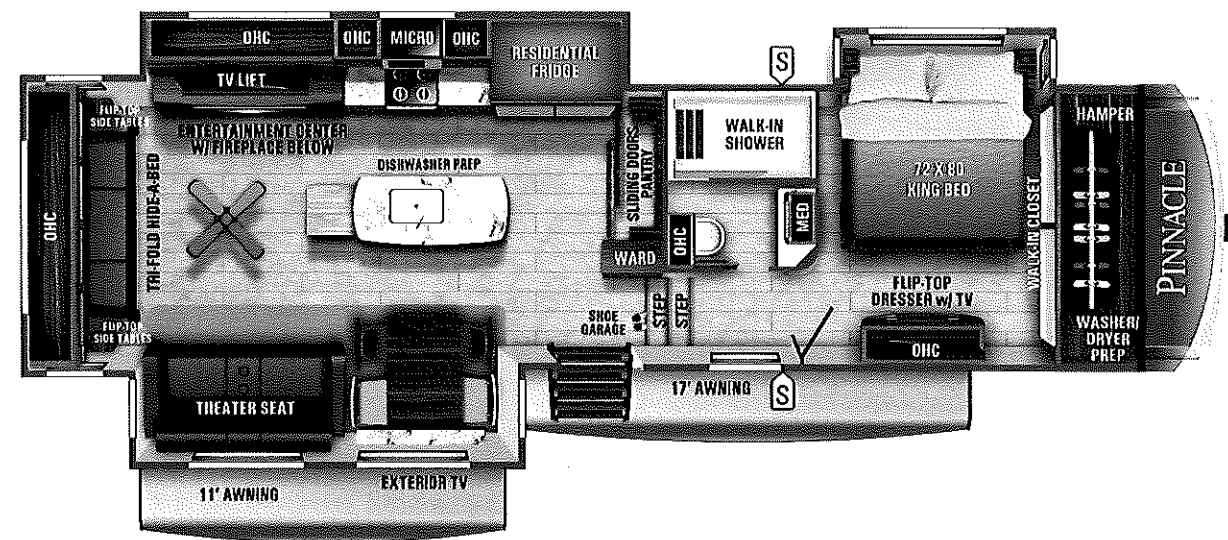 OHC
OHC
MICRO
OHC
RESIDENTIAL
FRIDGE
TV LIFT
FLIP-TOP
SIDE TABLES
ENTERTAINMENT CENTER
W/ FIREPLACE BELOW
DISHWASHER PREP
OHC
TRI-FOLD HIDE-A-BED
SLIDING DOORS
PANTRY
S
WALK-IN
SHOWER
MED
OHC
WARD
72 X 80
KING BED
WALK-IN CLOSET
HAMPER
PINNACLE
FLIP-TOP
DRESSER w/ TV
OHC
WASHER/
DRYER
PREP
FLIP-TOP
SIDE TABLES
SHOE
GARAGE
STEP
STEP
THEATER SEAT
17' AWNING
S
11' AWNING
EXTERIOR TV